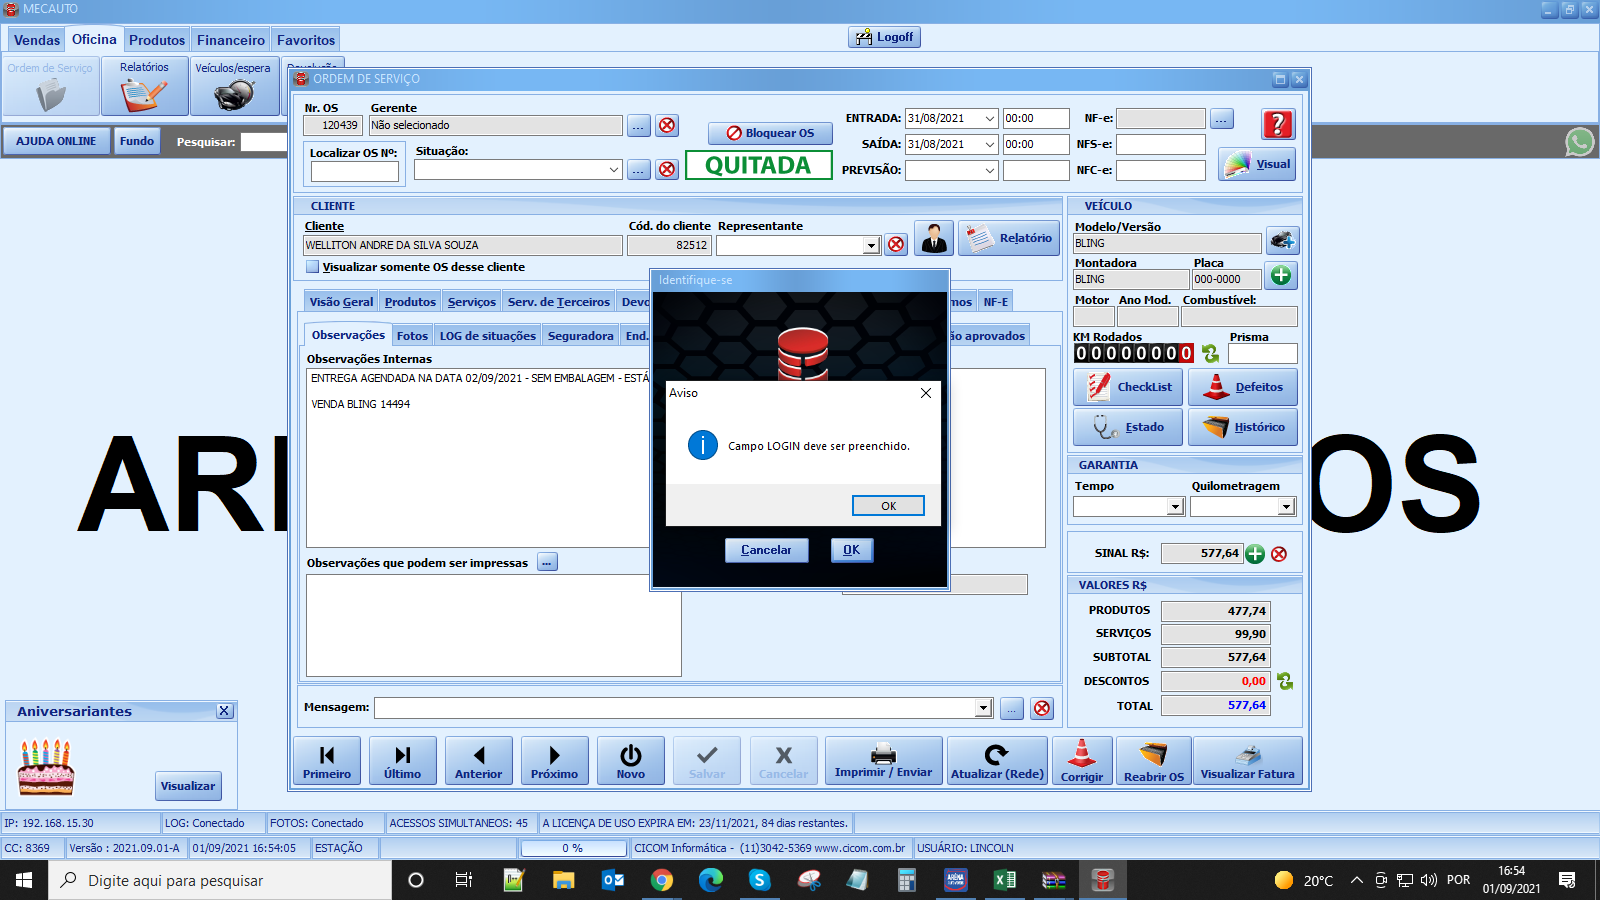 MECAUTO
Vendas Oficina Produtos Financeiro Favoritos
Logoff
Ordem de Serviço Relatórios Veículos/espera
ORDEM DE SERVIÇO
AJUDA ONLINE Fundo Pesquisar:
Nr. OS Gerente
120439 Não selecionado ...
Localizar OS Nº: Situação:
...
Bloquear OS
QUITADA
ENTRADA: 31/08/2021 00:00 NF-e: ...
SAÍDA: 31/08/2021 00:00 NFS-e:
PREVISÃO: NFC-e:
Visual
CLIENTE
Cliente Cód. do cliente Representante
WELLITON ANDRE DA SILVA SOUZA 82512
Relatório
Visualizar somente OS desse cliente
Visão Geral Produtos Serviços Serv. de Terceiros Devo mos NF-E
Observações Fotos LOG de situações Seguradora End. ão aprovados
Observações Internas
ENTREGA AGENDADA NA DATA 02/09/2021 - SEM EMBALAGEM - ESTÁ
VENDA BLING 14494
Observações que podem ser impressas ...
Identifique-se
Aviso
Campo LOGIN deve ser preenchido.
OK
Cancelar OK
VEÍCULO
Modelo/Versão
BLING
Montadora Placa
BLING 000-0000
Motor Ano Mod. Combustível:
KM Rodados Prisma
00000000
CheckList Defeitos
Estado Histórico
GARANTIA
Tempo Quilometragem
SINAL R$: 577,64
VALORES R$
PRODUTOS 477,74
SERVIÇOS 99,90
SUBTOTAL 577,64
DESCONTOS 0,00
TOTAL 577,64
Mensagem: ...
Primeiro Último Anterior Próximo Novo Salvar Cancelar Imprimir / Enviar Atualizar (Rede) Corrigir Reabrir OS Visualizar Fatura
ARE OS
Aniversariantes X
Visualizar
IP: 192.168.15.30 LOG: Conectado FOTOS: Conectado ACESSOS SIMULTANEOS: 45 A LICENÇA DE USO EXPIRA EM: 23/11/2021, 84 dias restantes.
CC: 8369 Versão : 2021.09.01-A 01/09/2021 16:54:05 ESTAÇÃO 0 % CICOM Informática - (11)3042-5369 www.cicom.com.br USUÁRIO: LINCOLN
Digite aqui para pesquisar 20°C POR 16:54
01/09/2021